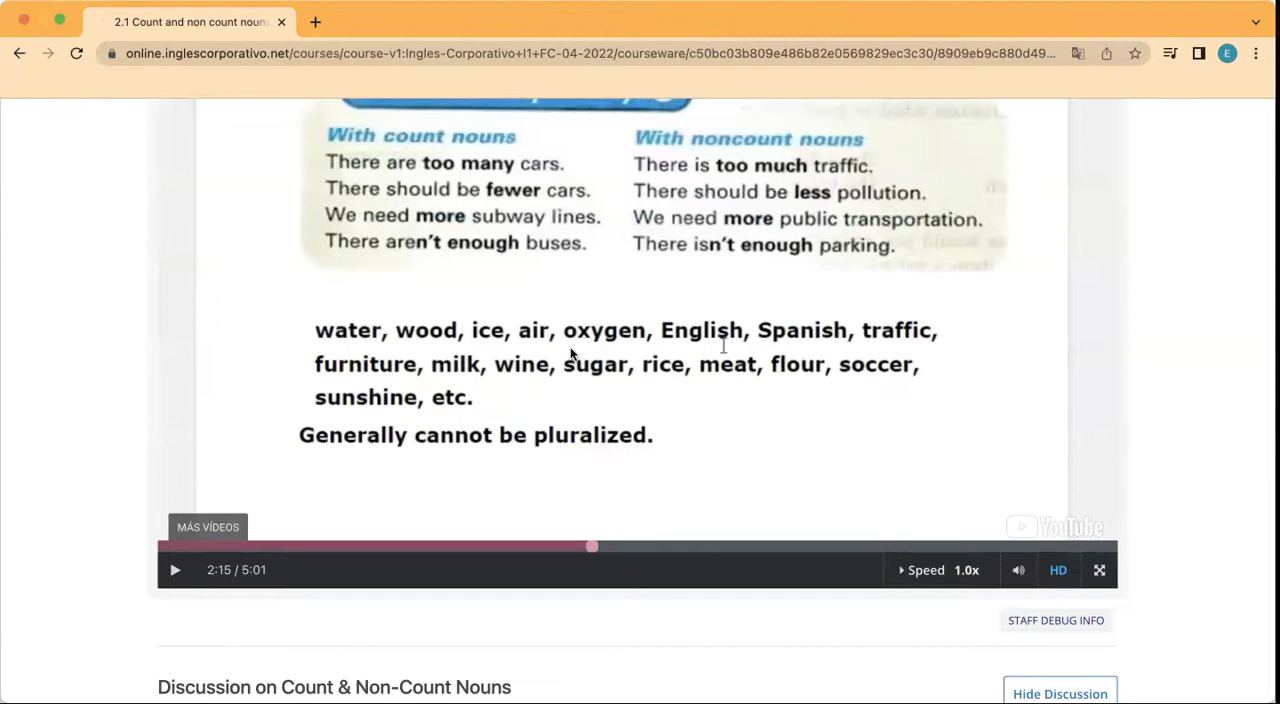 2.1 Count and non count nouns
online.inglescorporativo.net/courses/course-v1:Ingles-Corporativo+I1+FC-04-2022/courseware/c50bc03b809e486b82e0569829ec3c30/8909eb9c880d49...
E
With count nouns
There are too many cars.
There should be fewer cars.
We need more subway lines.
There aren't enough buses.
With noncount nouns
There is too much traffic.
There should be less pollution.
We need more public transportation.
There isn't enough parking.
water, wood, ice, air, oxygen, English, Spanish, traffic,
furniture, milk, wine, sugar, rice, meat, flour, soccer,
sunshine, etc.
Generally cannot be pluralized.
MÁS VÍDEOS
YouTube
2:15 / 5:01
Speed 1.0x
HD
STAFF DEBUG INFO
Discussion on Count & Non-Count Nouns
Hide Discussion